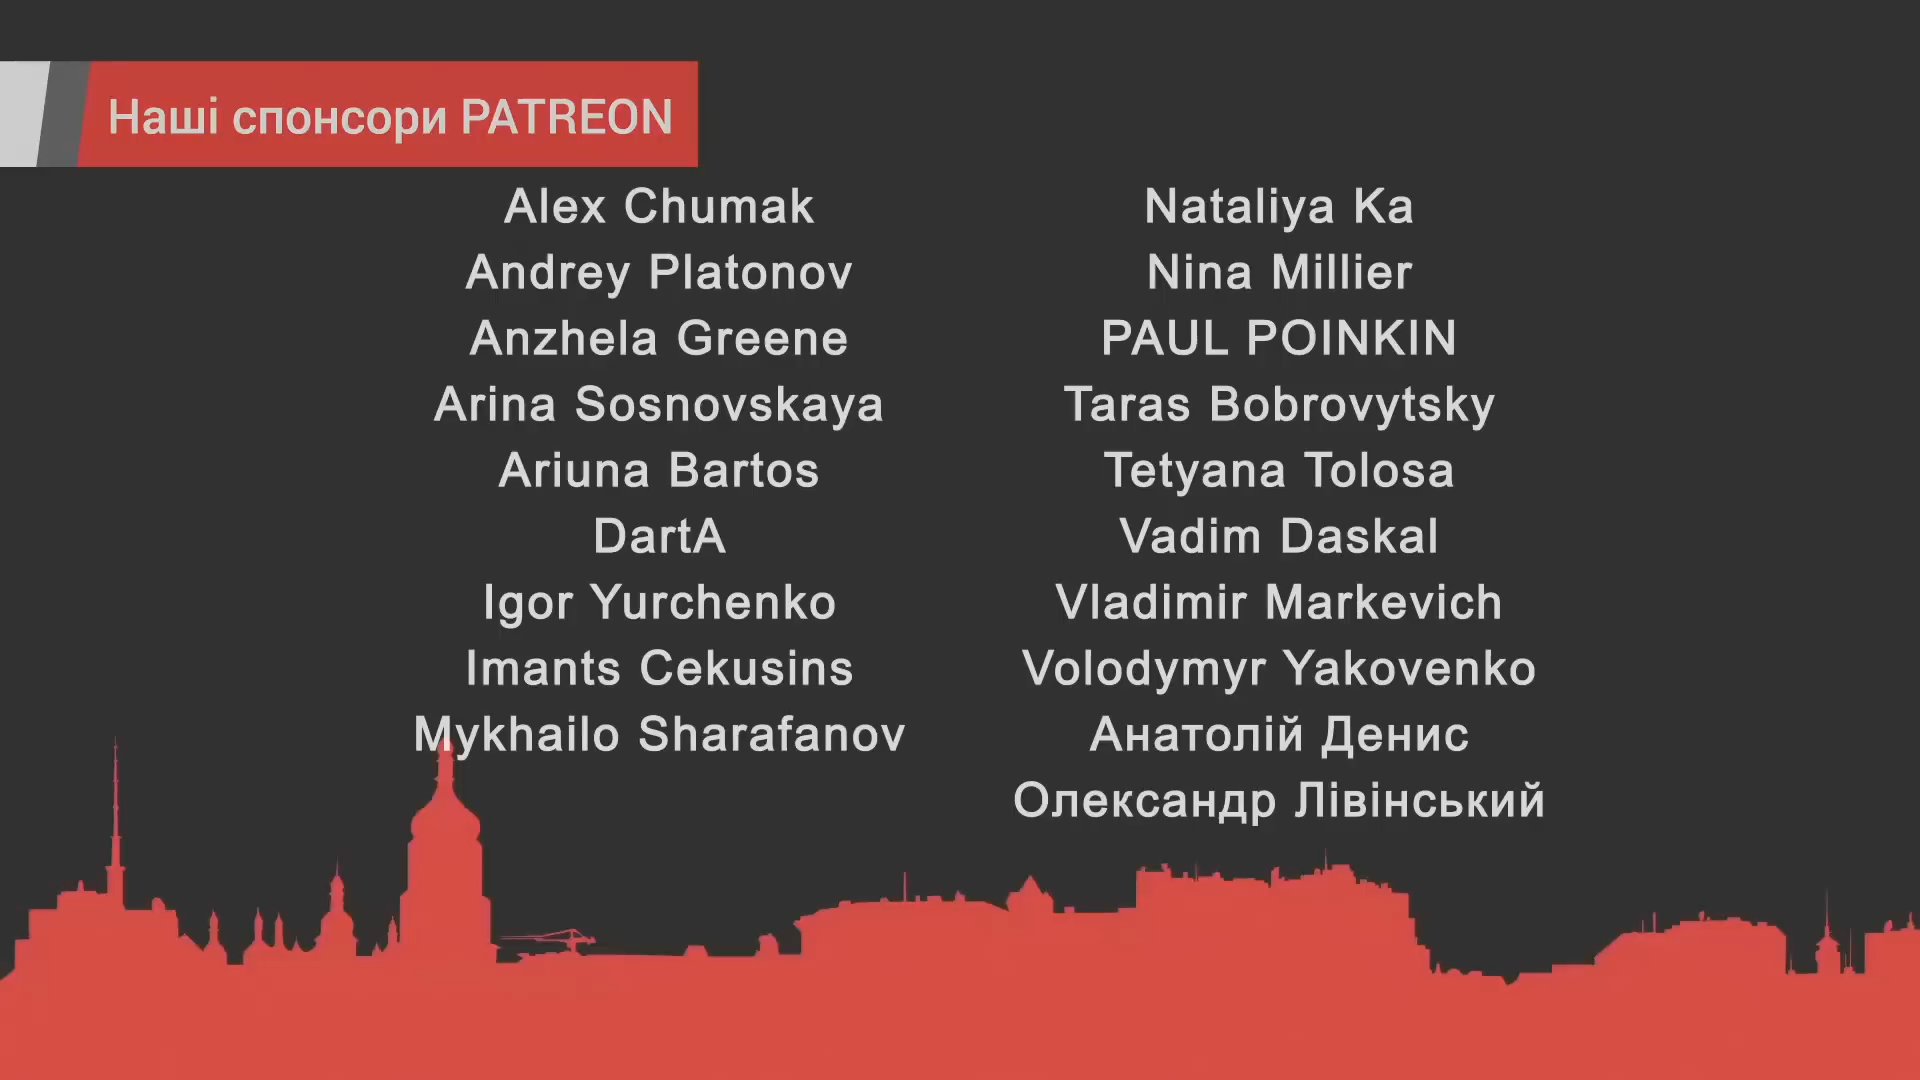 Наші спонсори PATREON
Alex Chumak
Andrey Platonov
Anzhela Greene
Arina Sosnovskaya
Ariuna Bartos
DartA
Igor Yurchenko
Imants Cekusins
Mykhailo Sharafanov
Nataliya Ka
Nina Millier
PAUL POINKIN
Taras Bobrovytsky
Tetyana Tolosa
Vadim Daskal
Vladimir Markevich
Volodymyr Yakovenko
Анатолій Денис
Олександр Лівінський